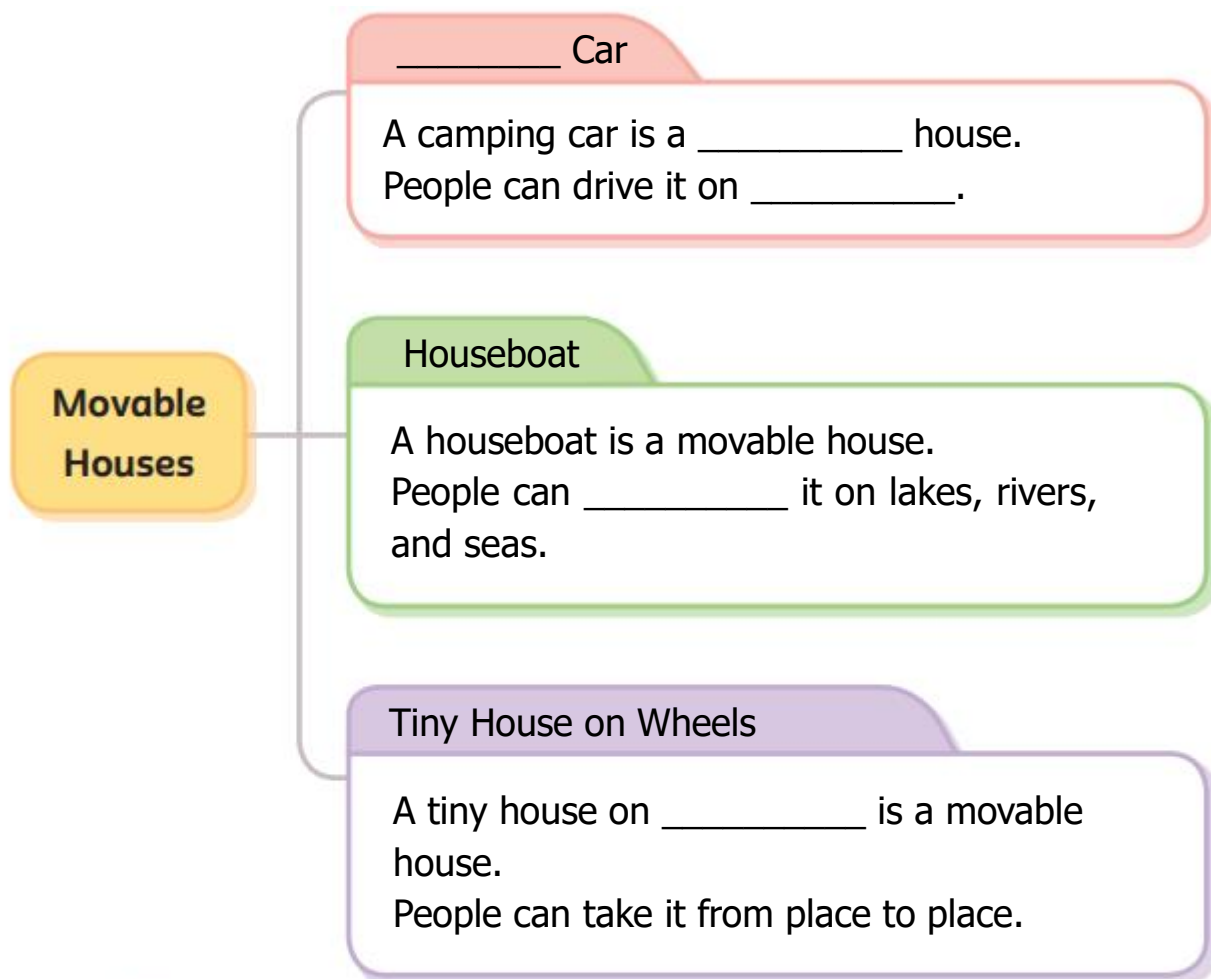 ________ Car
A camping car is a __________ house.
People can drive it on __________.
Movable
Houses
Houseboat
A houseboat is a movable house.
People can __________ it on lakes, rivers,
and seas.
Tiny House on Wheels
A tiny house on __________ is a movable
house.
People can take it from place to place.